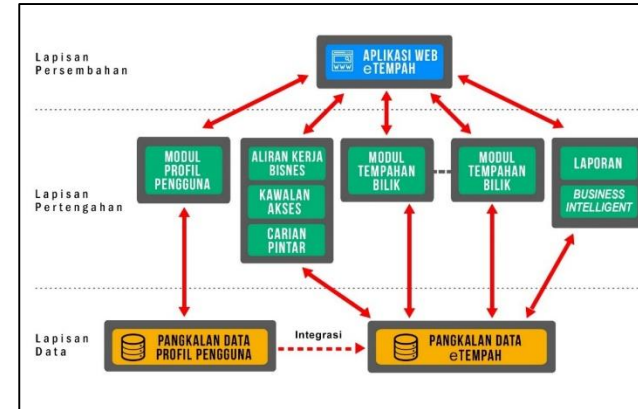 Lapisan
Persembahan
WWW
APLIKASI WEB
eTEMPAH
Lapisan
Pertengahan
MODUL
PROFIL
PENGGUNA
ALIRAN KERJA
BISNES
KAWALAN
AKSES
CARIAN
PINTAR
MODUL
TEMPAHAN
BILIK
MODUL
TEMPAHAN
BILIK
LAPORAN
BUSINESS
INTELLIGENT
Lapisan
Data
PANGKALAN DATA
PROFIL PENGGUNA
Integrasi
PANGKALAN DATA
eTEMPAH